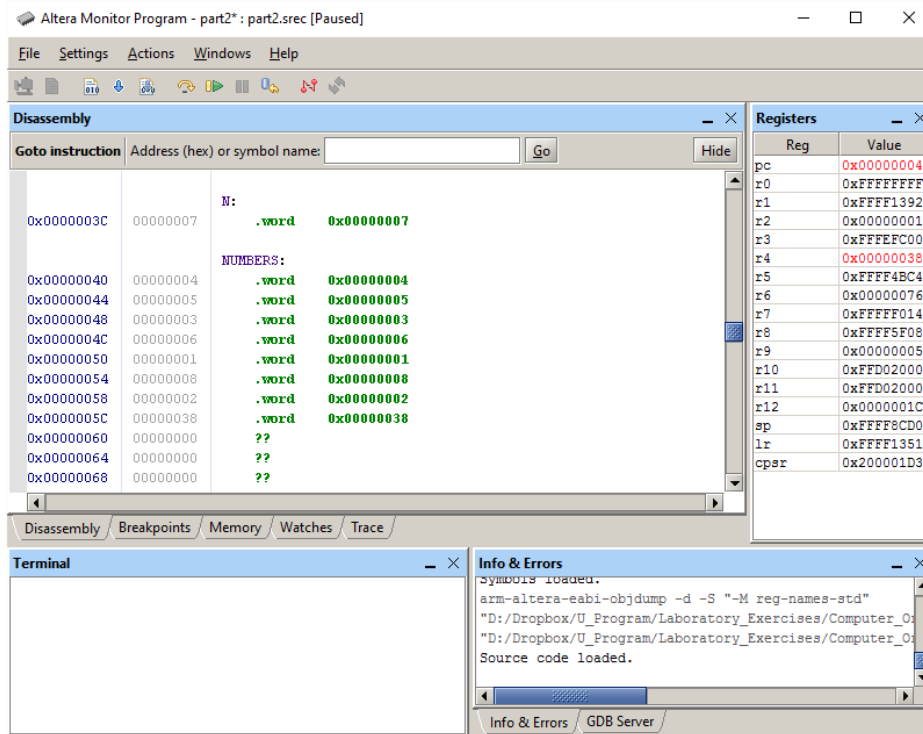 Altera Monitor Program - part2* : part2.srec [Paused]
File Settings Actions Windows Help
Disassembly
Goto instruction Address (hex) or symbol name: Go Hide
N:
0x0000003C 00000007 .word 0x00000007
NUMBERS:
0x00000040 00000004 .word 0x00000004
0x00000044 00000005 .word 0x00000005
0x00000048 00000003 .word 0x00000003
0x0000004C 00000006 .word 0x00000006
0x00000050 00000001 .word 0x00000001
0x00000054 00000008 .word 0x00000008
0x00000058 00000002 .word 0x00000002
0x0000005C 00000038 .word 0x00000038
0x00000060 00000000 ??
0x00000064 00000000 ??
0x00000068 00000000 ??
Disassembly Breakpoints Memory Watches Trace
Registers
Reg Value
pc 0x00000004
r0 0xFFFFFFFF
r1 0xFFFF1392
r2 0x00000001
r3 0xFFFEFC00
r4 0x00000038
r5 0xFFFF4BC4
r6 0x00000076
r7 0xFFFFF014
r8 0xFFFF5F08
r9 0x00000005
r10 0xFFD02000
r11 0xFFD02000
r12 0x0000001C
sp 0xFFFF8CD0
lr 0xFFFF1351
cpsr 0x200001D3
Terminal
Info & Errors
Symbols loaded.
arm-altera-eabi-objdump -d -S "-M reg-names-std"
"D:/Dropbox/U_Program/Laboratory_Exercises/Computer_O
"D:/Dropbox/U_Program/Laboratory_Exercises/Computer_O
Source code loaded.
Info & Errors GDB Server